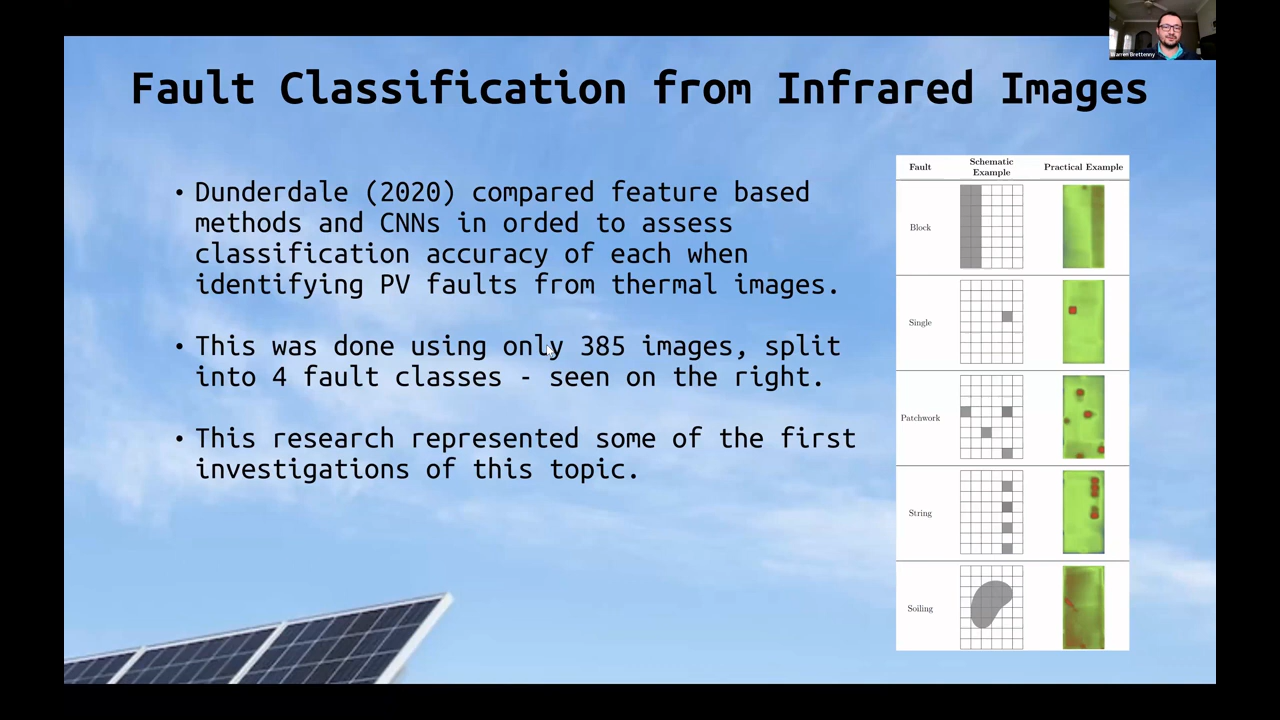 Warren Brettenny
Fault Classification from Infrared Images
• Dunderdale (2020) compared feature based
methods and CNNs in orded to assess
classification accuracy of each when
identifying PV faults from thermal images.
• This was done using only 385 images, split
into 4 fault classes - seen on the right.
• This research represented some of the first
investigations of this topic.
Fault Schematic Example Practical Example
Block
Single
Patchwork
String
Soiling